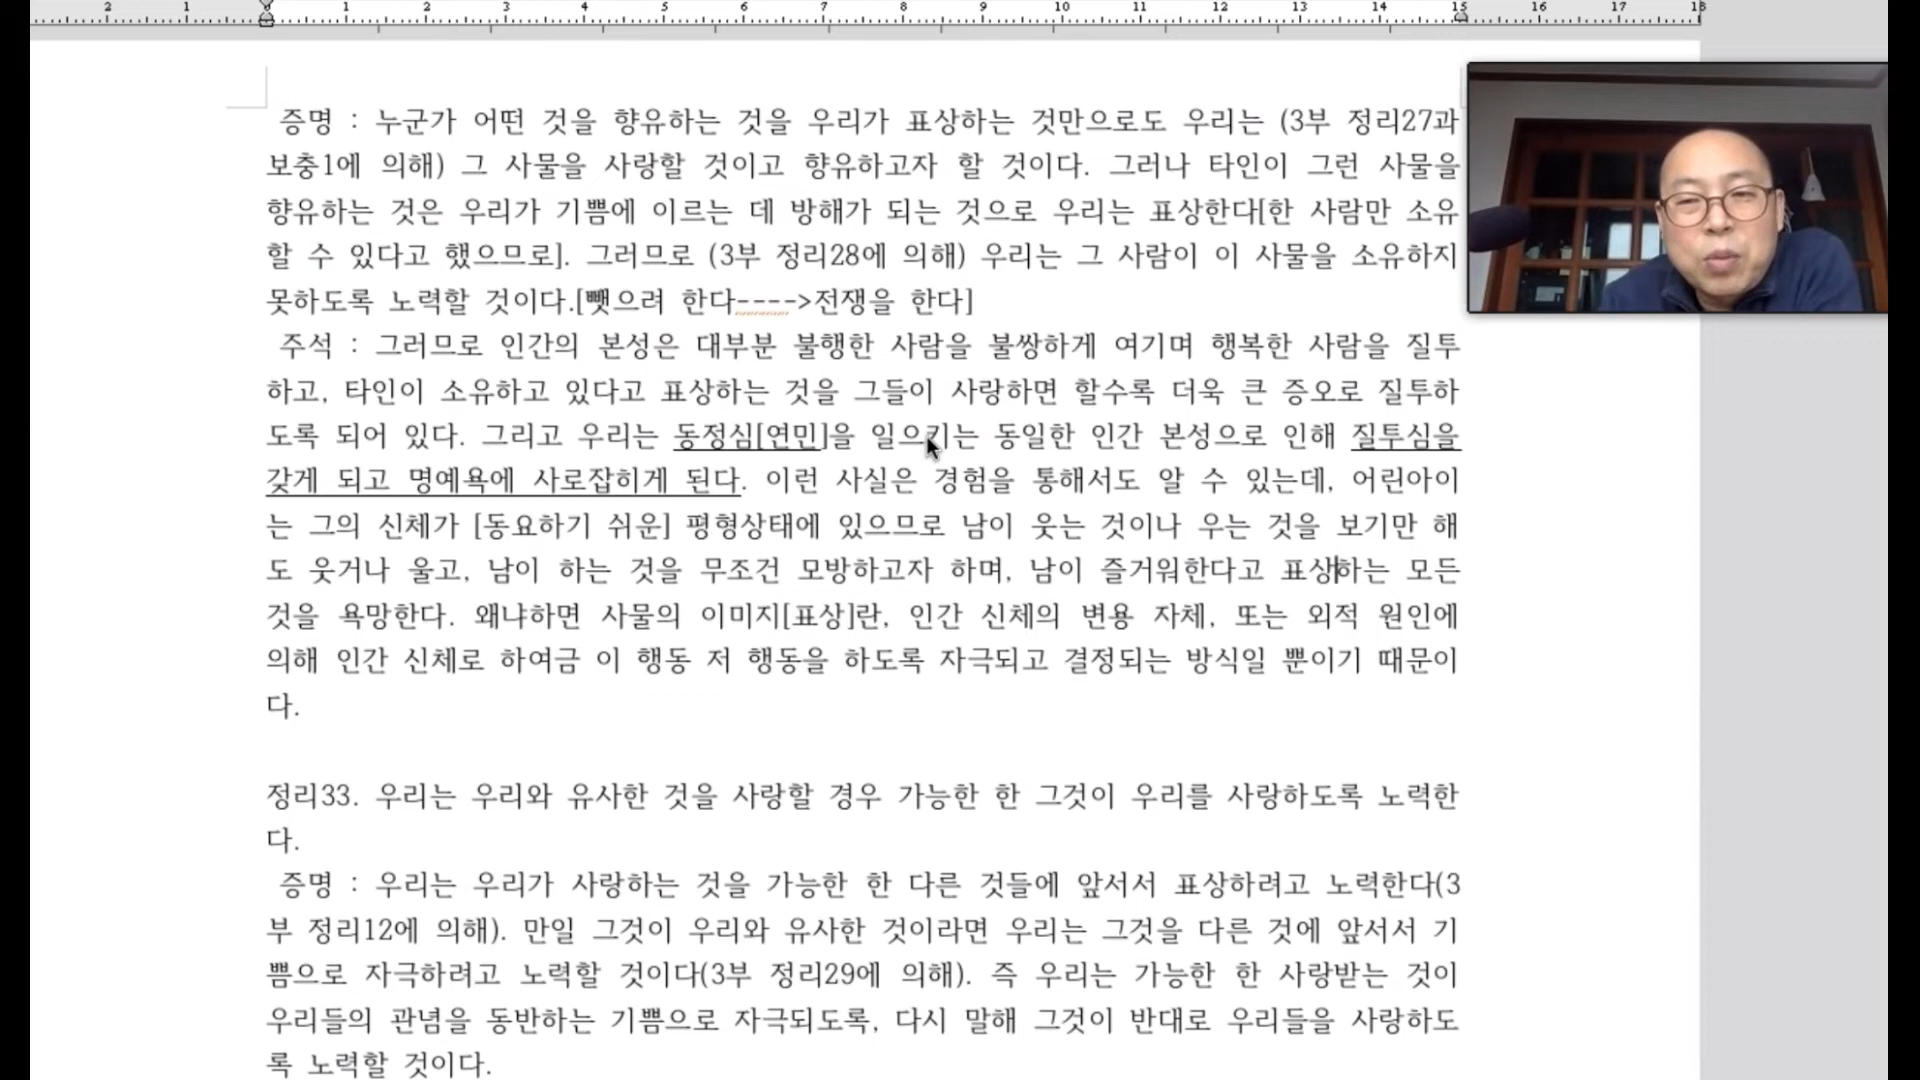 2 1 1 2 3 4 5 6 7 8 9 10 11 12 13 14 15 16 17 18
증명 : 누군가 어떤 것을 향유하는 것을 우리가 표상하는 것만으로도 우리는 (3부 정리27과
보충1에 의해) 그 사물을 사랑할 것이고 향유하고자 할 것이다. 그러나 타인이 그런 사물을
향유하는 것은 우리가 기쁨에 이르는 데 방해가 되는 것으로 우리는 표상한다[한 사람만 소유
할 수 있다고 했으므로]. 그러므로 (3부 정리28에 의해) 우리는 그 사람이 이 사물을 소유하지
못하도록 노력할 것이다.[뺏으려 한다---->전쟁을 한다]
주석 : 그러므로 인간의 본성은 대부분 불행한 사람을 불쌍하게 여기며 행복한 사람을 질투
하고, 타인이 소유하고 있다고 표상하는 것을 그들이 사랑하면 할수록 더욱 큰 증오로 질투하
도록 되어 있다. 그리고 우리는 동정심[연민]을 일으키는 동일한 인간 본성으로 인해 질투심을
갖게 되고 명예욕에 사로잡히게 된다. 이런 사실은 경험을 통해서도 알 수 있는데, 어린아이
는 그의 신체가 [동요하기 쉬운] 평형상태에 있으므로 남이 웃는 것이나 우는 것을 보기만 해
도 웃거나 울고, 남이 하는 것을 무조건 모방하고자 하며, 남이 즐거워한다고 표상하는 모든
것을 욕망한다. 왜냐하면 사물의 이미지[표상]란, 인간 신체의 변용 자체, 또는 외적 원인에
의해 인간 신체로 하여금 이 행동 저 행동을 하도록 자극되고 결정되는 방식일 뿐이기 때문이
다.
정리33. 우리는 우리와 유사한 것을 사랑할 경우 가능한 한 그것이 우리를 사랑하도록 노력한
다.
증명 : 우리는 우리가 사랑하는 것을 가능한 한 다른 것들에 앞서서 표상하려고 노력한다(3
부 정리12에 의해). 만일 그것이 우리와 유사한 것이라면 우리는 그것을 다른 것에 앞서서 기
쁨으로 자극하려고 노력할 것이다(3부 정리29에 의해). 즉 우리는 가능한 한 사랑받는 것이
우리들의 관념을 동반하는 기쁨으로 자극되도록, 다시 말해 그것이 반대로 우리들을 사랑하도
록 노력할 것이다.